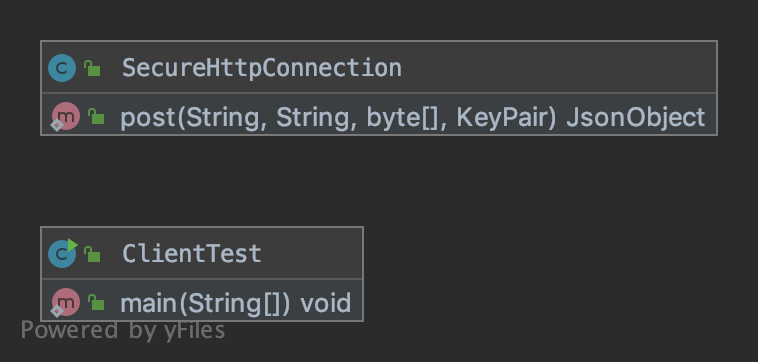 SecureHttpConnection
post(String, String, byte[], KeyPair) JsonObject
ClientTest
main(String[]) void
Powered by yFiles